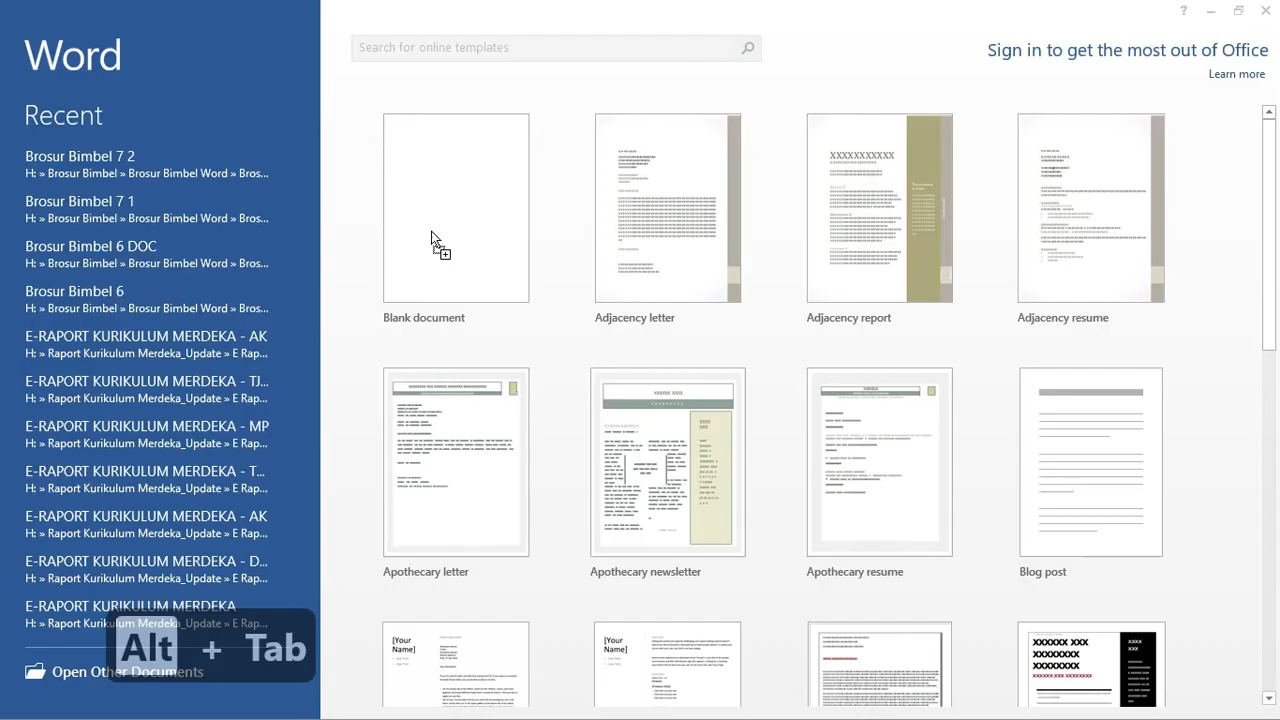 ?
Word
Search for online templates
Sign in to get the most out of Office
Learn more
Recent
Brosur Bimbel 7 2
H: » Brosur Bimbel » Brosur Bimbel Word » Bros...
Brosur Bimbel 7
H: » Brosur Bimbel » Brosur Bimbel Word » Bros...
Brosur Bimbel 6 DOC
H: » Brosur Bimbel » Brosur Bimbel Word » Bros...
Brosur Bimbel 6
H: » Brosur Bimbel » Brosur Bimbel Word » Bros...
E-RAPORT KURIKULUM MERDEKA - AK
H: » Raport Kurikulum Merdeka_Update » E Rap...
E-RAPORT KURIKULUM MERDEKA - TJ...
H: » Raport Kurikulum Merdeka_Update » E Rap...
E-RAPORT KURIKULUM MERDEKA - MP
H: » Raport Kurikulum Merdeka_Update » E Rap...
E-RAPORT KURIKULUM MERDEKA - T...
H: » Raport Kurikulum Merdeka_Update » E Rap...
E-RAPORT KURIKULUM MERDEKA - AK
H: » Raport Kurikulum Merdeka_Update » E Rap...
E-RAPORT KURIKULUM MERDEKA - D...
H: » Raport Kurikulum Merdeka_Update » E Rap...
E-RAPORT KURIKULUM MERDEKA
H: » Raport Kurikulum Merdeka_Update » E Rap...
Alt + Tab
Open Other Documents
Blank document
Adjacency letter
XXXXXXXXXXX
Adjacency report
Adjacency resume
Apothecary letter
Apothecary newsletter
Apothecary resume
Blog post
[Your
Name]
[Your
Name]